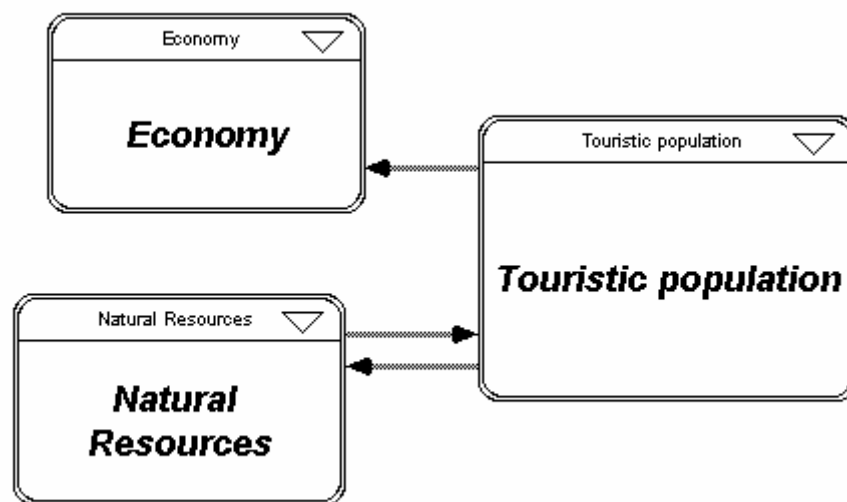 Economy
Economy
Touristic population
Touristic population
Natural Resources
Natural
Resources